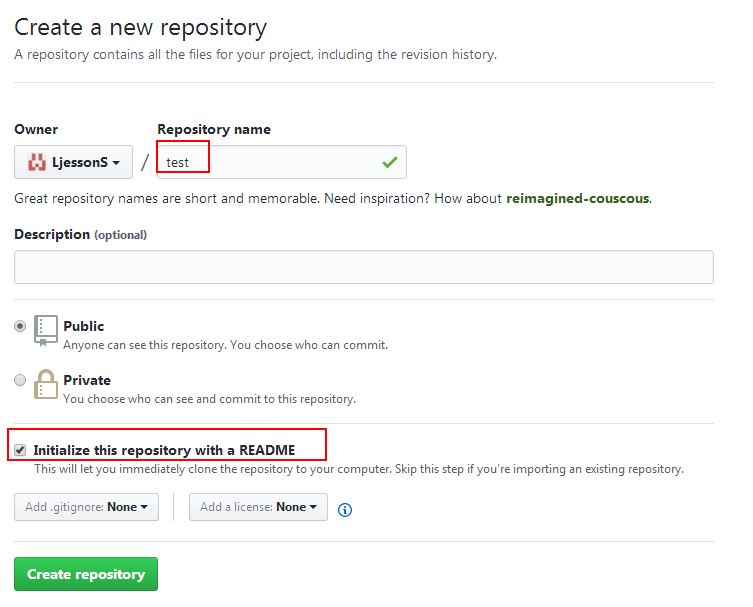 Create a new repository
A repository contains all the files for your project, including the revision history.
Owner
Repository name
LjessonS
/
test
Great repository names are short and memorable. Need inspiration? How about reimagined-couscous.
Description (optional)
Public
Anyone can see this repository. You choose who can commit.
Private
You choose who can see and commit to this repository.
Initialize this repository with a README
This will let you immediately clone the repository to your computer. Skip this step if you're importing an existing repository.
Add .gitignore: None
Add a license: None
Create repository